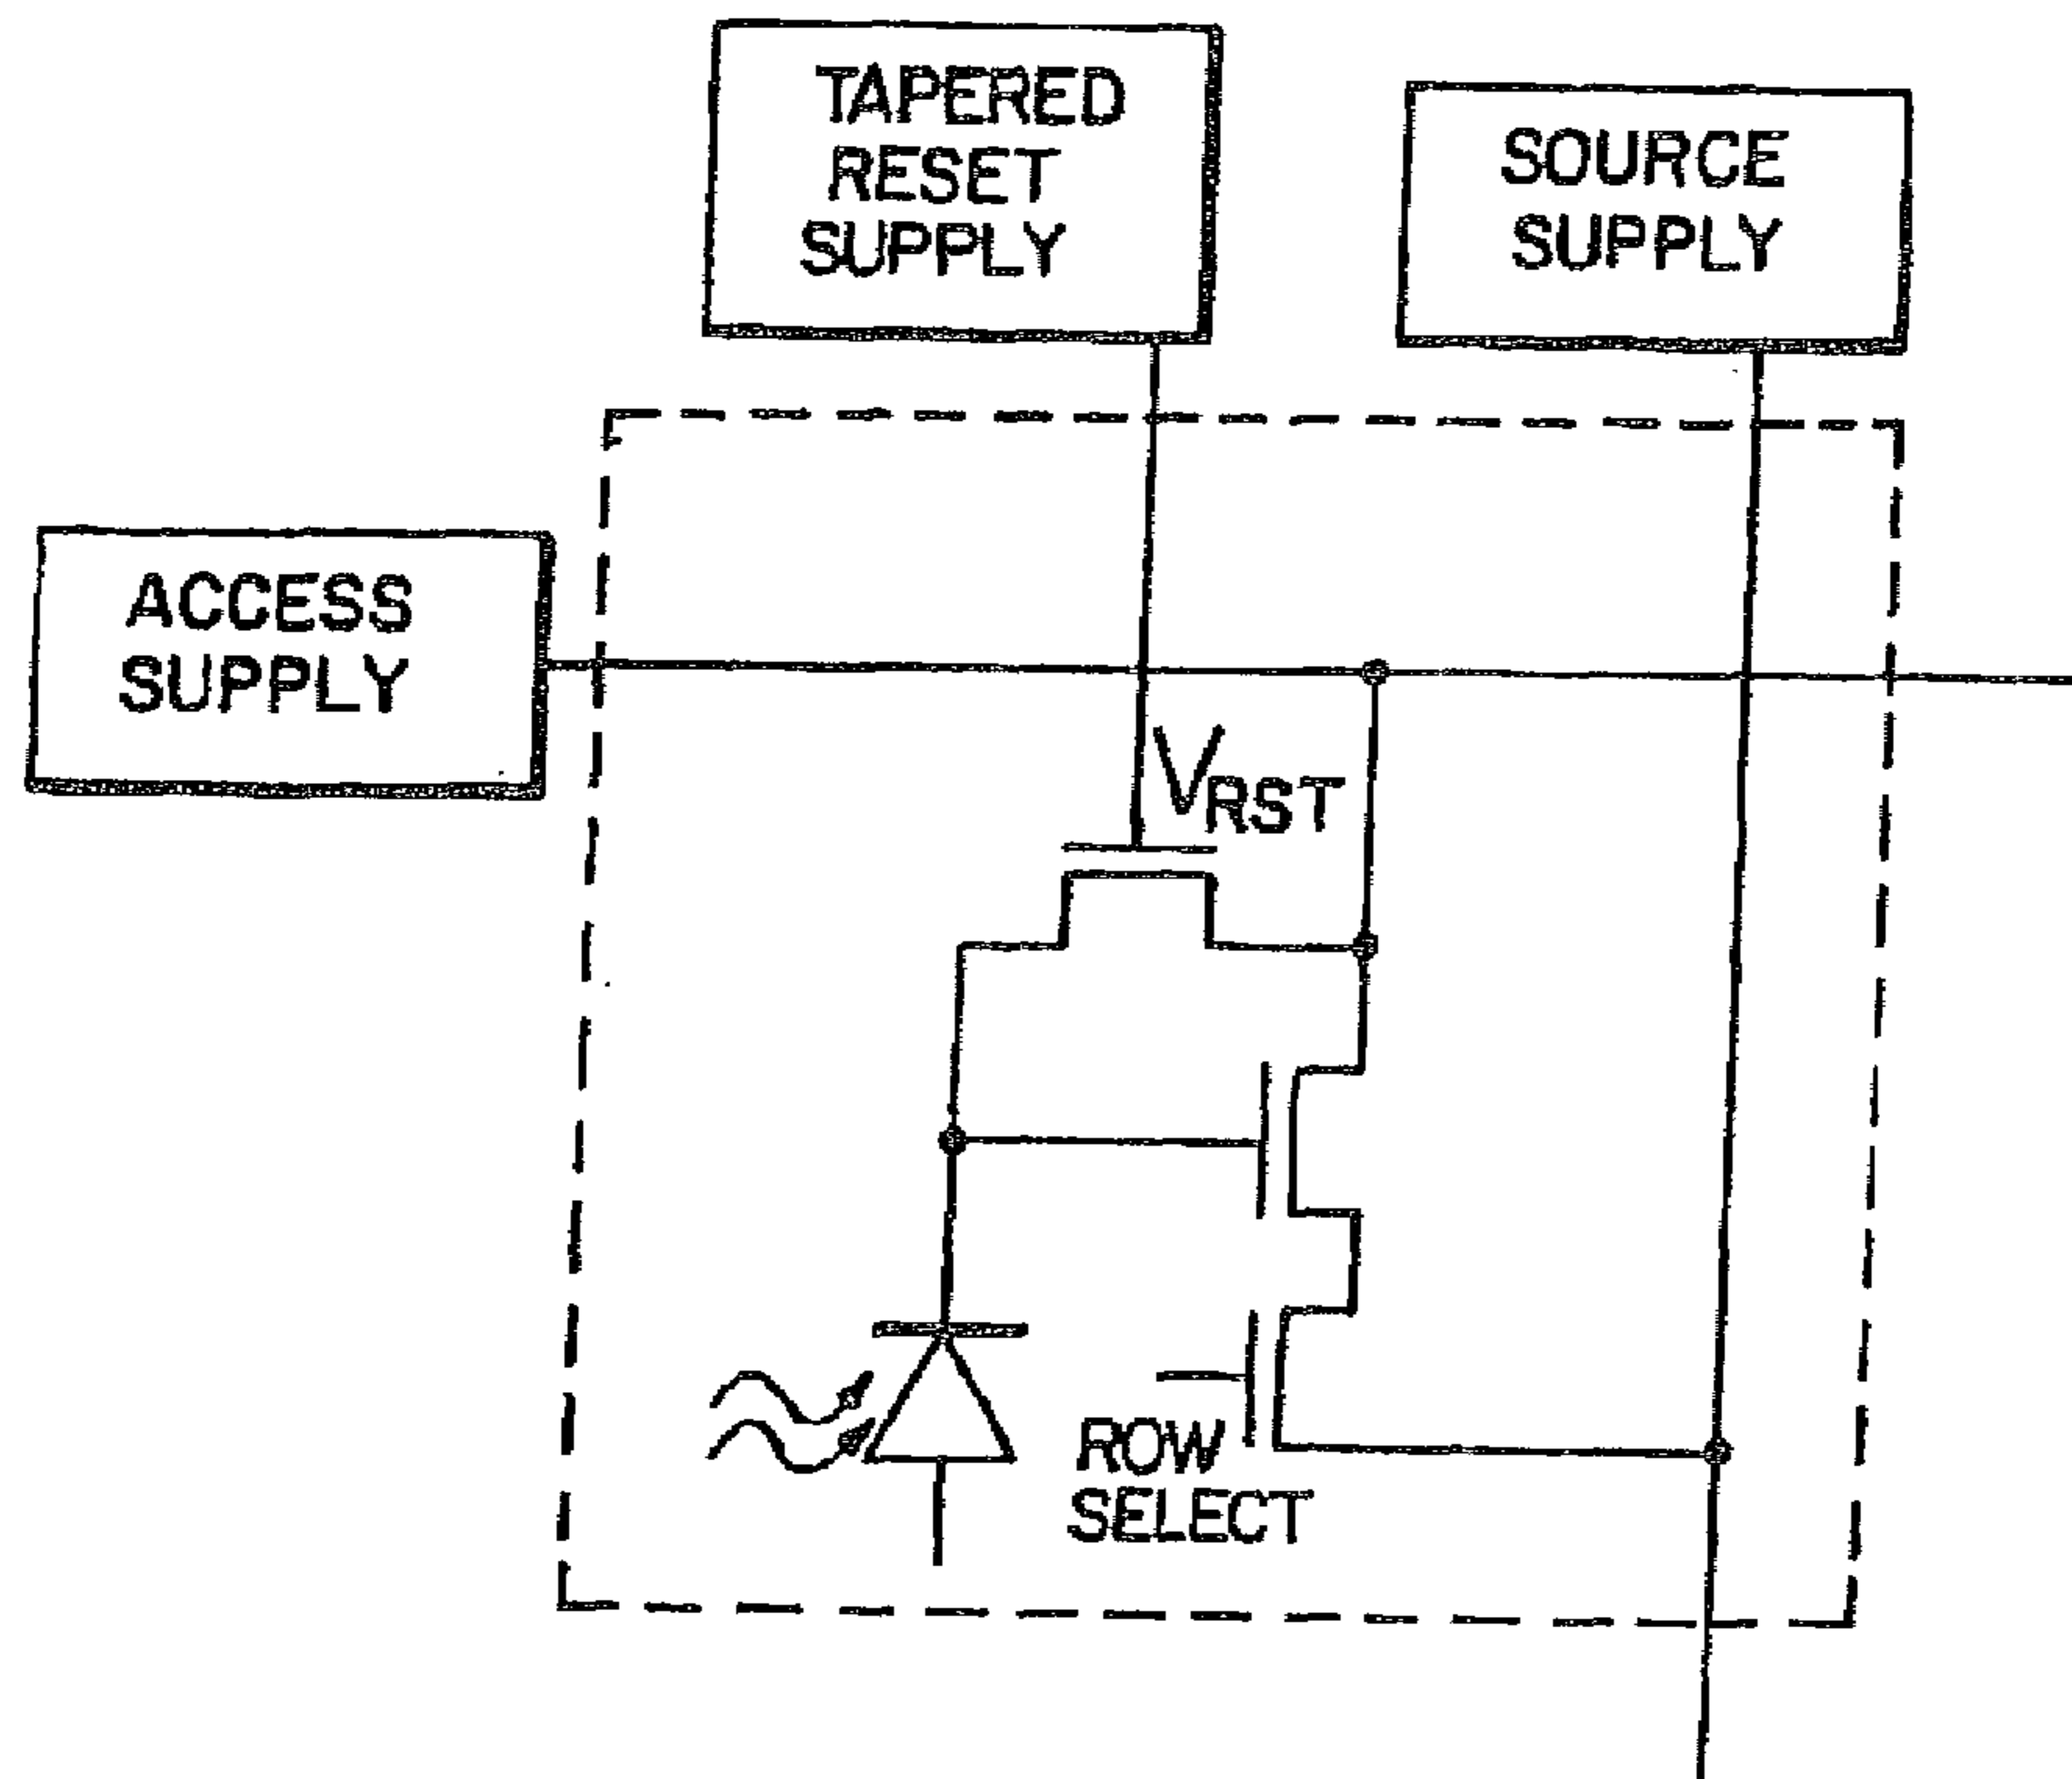 TAPERED
RESET
SUPPLY
SOURCE
SUPPLY
ACCESS
SUPPLY
VRST
ROW
SELECT